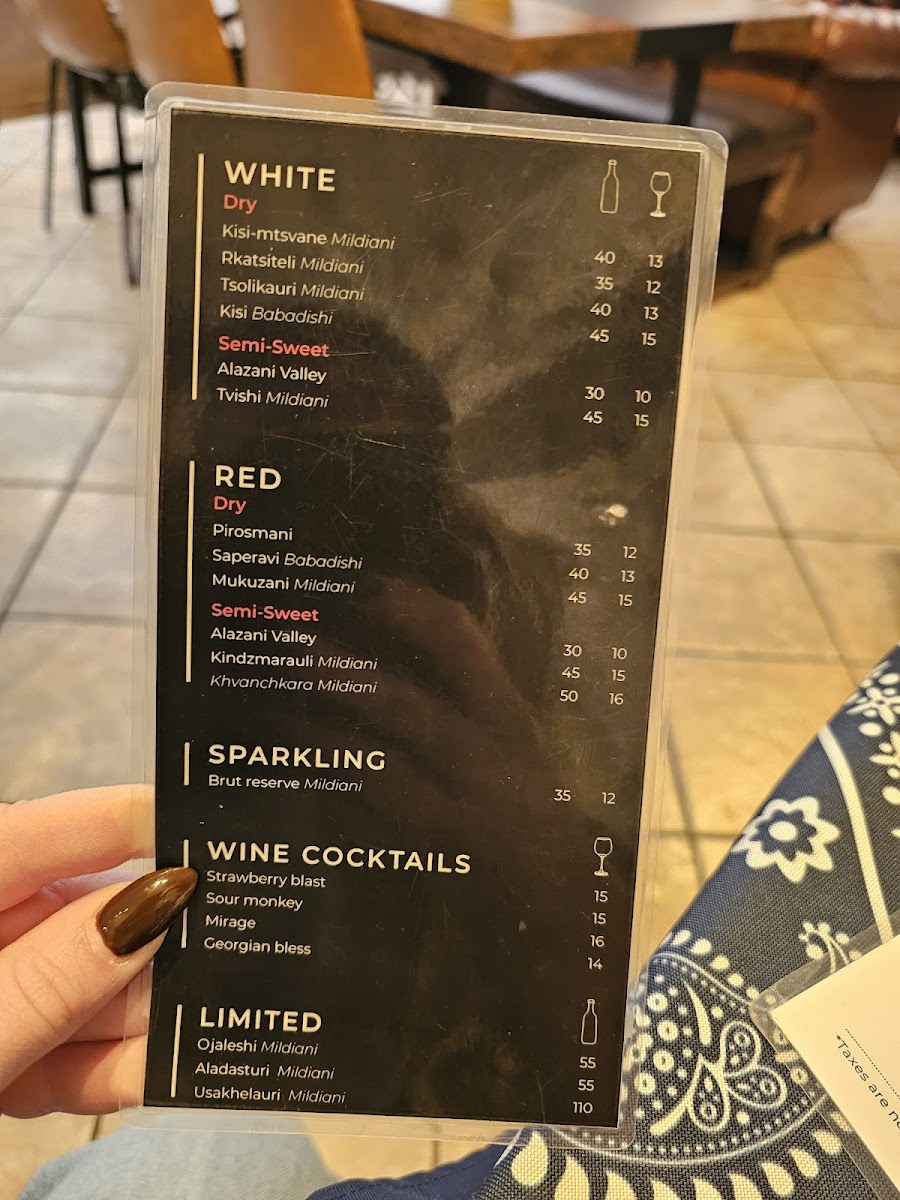 WHITE
Dry
Kisi-mtsvane Mildiani 40 13
Rkatsiteli Mildiani 35 12
Tsolikauri Mildiani 40 13
Kisi Babadishi 45 15
Semi-Sweet
Alazani Valley 30 10
Tvishi Mildiani 45 15
RED
Dry
Pirosmani 35 12
Saperavi Babadishi 40 13
Mukuzani Mildiani 45 15
Semi-Sweet
Alazani Valley 30 10
Kindzmarauli Mildiani 45 15
Khvanchkara Mildiani 50 16
SPARKLING
Brut reserve Mildiani 35 12
WINE COCKTAILS
Strawberry blast 15
Sour monkey 15
Mirage 16
Georgian bless 14
LIMITED
Ojaleshi Mildiani 55
Aladasturi Mildiani 55
Usakhelauri Mildiani 110
*Taxes are